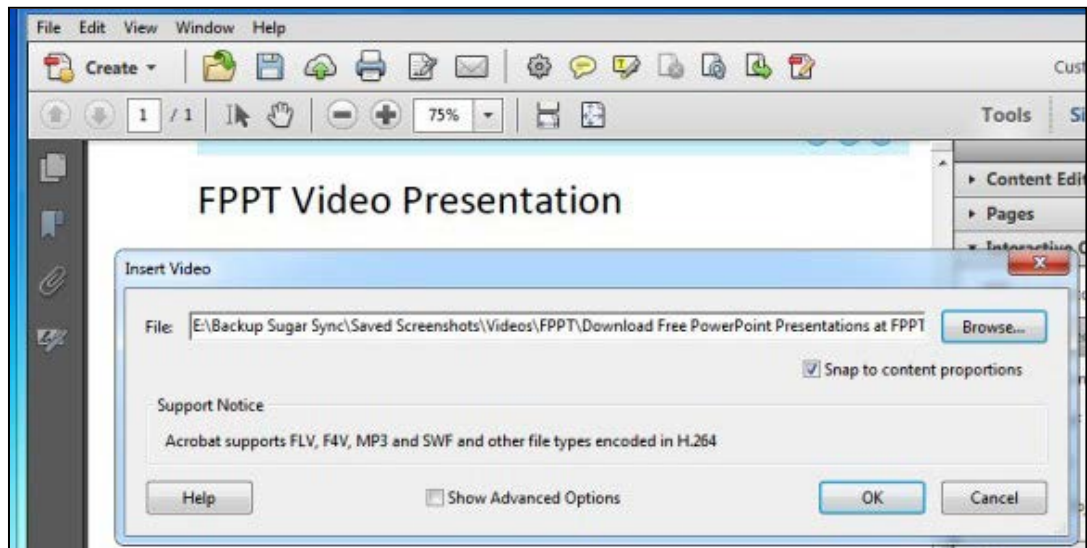 File Edit View Window Help
Create Cust
1 / 1 75% Tools Si
FPPT Video Presentation
Content Edit
Pages
Interactive O
Insert Video
File: E:\Backup Sugar Sync\Saved Screenshots\Videos\FPPT\Download Free PowerPoint Presentations at FPPT Browse...
Snap to content proportions
Support Notice
Acrobat supports FLV, F4V, MP3 and SWF and other file types encoded in H.264
Help Show Advanced Options OK Cancel